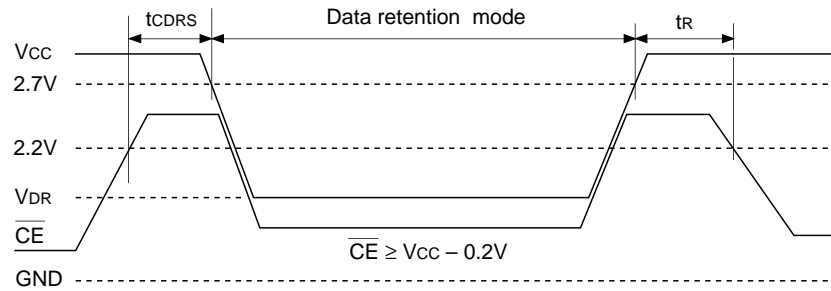 tCDRS
Data retention mode
tR
VCC
2.7V
2.2V
VDR
CE
CE ≥ VCC – 0.2V
GND